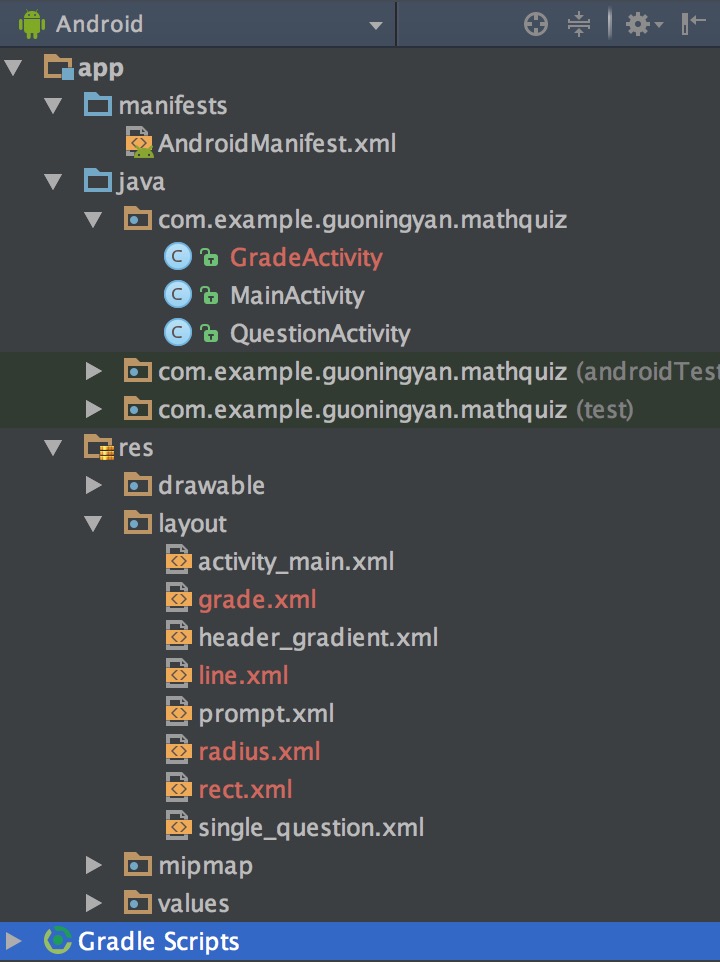 Android
app
manifests
AndroidManifest.xml
java
com.example.guoningyan.mathquiz
C GradeActivity
C MainActivity
C QuestionActivity
com.example.guoningyan.mathquiz (androidTest
com.example.guoningyan.mathquiz (test)
res
drawable
layout
activity_main.xml
grade.xml
header_gradient.xml
line.xml
prompt.xml
radius.xml
rect.xml
single_question.xml
mipmap
values
Gradle Scripts